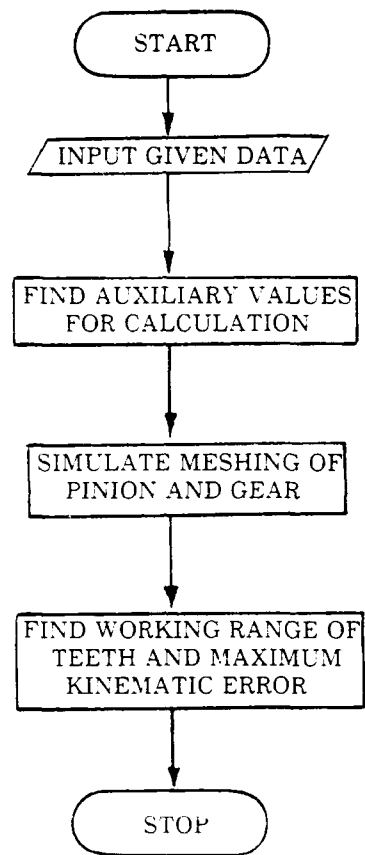 START
INPUT GIVEN DATA
FIND AUXILIARY VALUES
FOR CALCULATION
SIMULATE MESHING OF
PINION AND GEAR
FIND WORKING RANGE OF
TEETH AND MAXIMUM
KINEMATIC ERROR
STOP